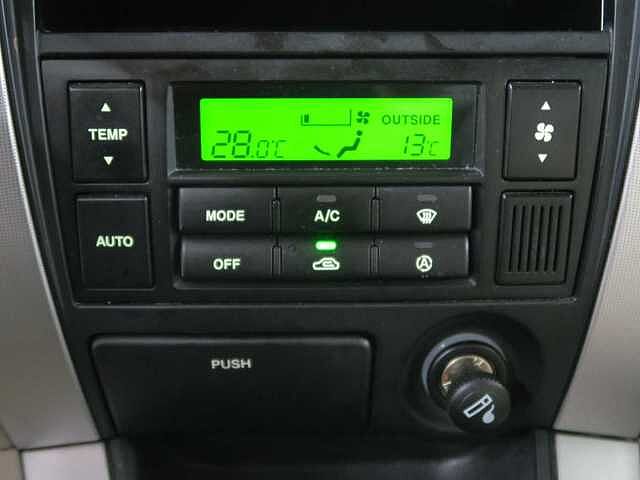 OUTSIDE
28.0°C 13°C
TEMP
MODE A/C
AUTO
OFF
PUSH